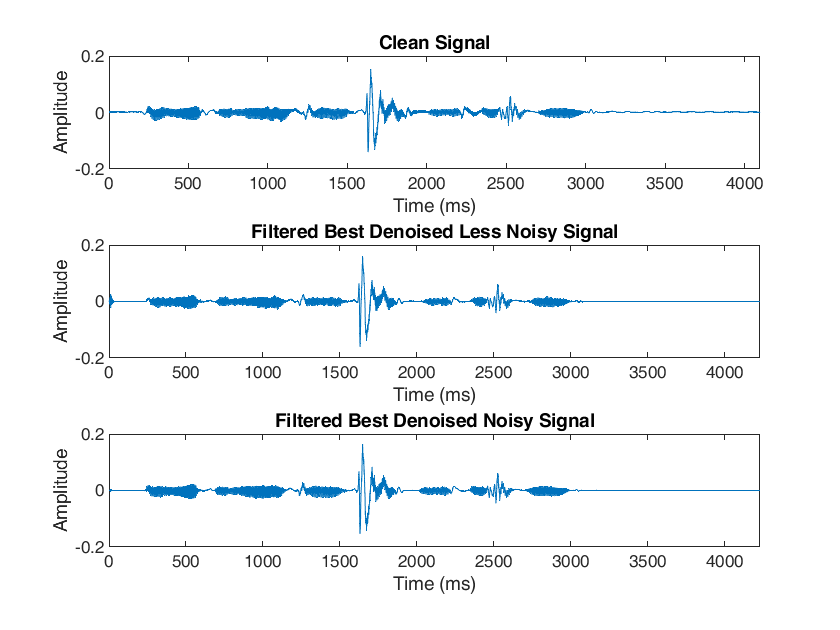 Clean Signal
0.2
0
-0.2
Amplitude
0 500 1000 1500 2000 2500 3000 3500 4000
Time (ms)
Filtered Best Denoised Less Noisy Signal
0.2
0
-0.2
Amplitude
0 500 1000 1500 2000 2500 3000 3500 4000
Time (ms)
Filtered Best Denoised Noisy Signal
0.2
0
-0.2
Amplitude
0 500 1000 1500 2000 2500 3000 3500 4000
Time (ms)